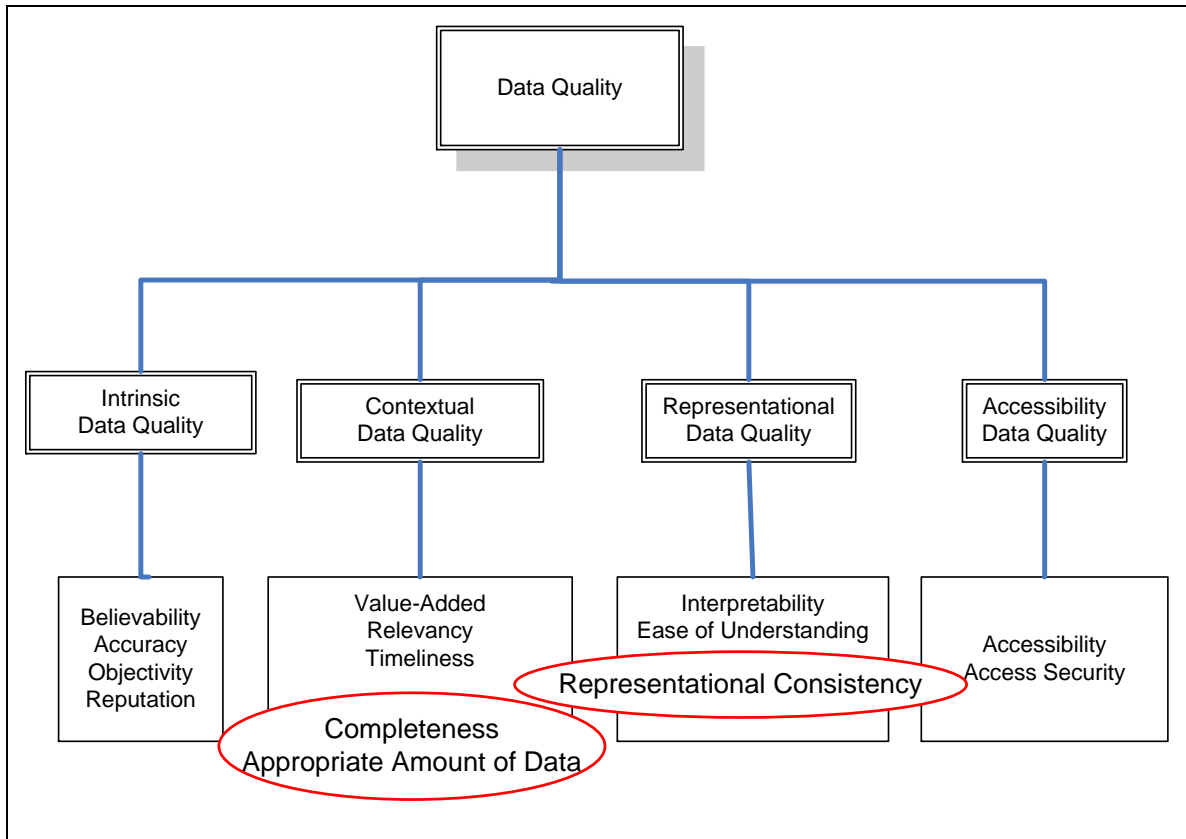 Data Quality
Intrinsic
Data Quality
Contextual
Data Quality
Representational
Data Quality
Accessibility
Data Quality
Believability
Accuracy
Objectivity
Reputation
Value-Added
Relevancy
Timeliness
Completeness
Appropriate Amount of Data
Interpretability
Ease of Understanding
Representational Consistency
Accessibility
Access Security